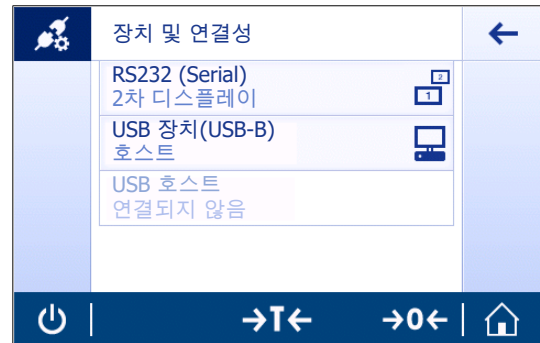 장치 및 연결성
RS232 (Serial)
2차 디스플레이
2
1
USB 장치(USB-B)
호스트
USB 호스트
연결되지 않음
→T← →0←